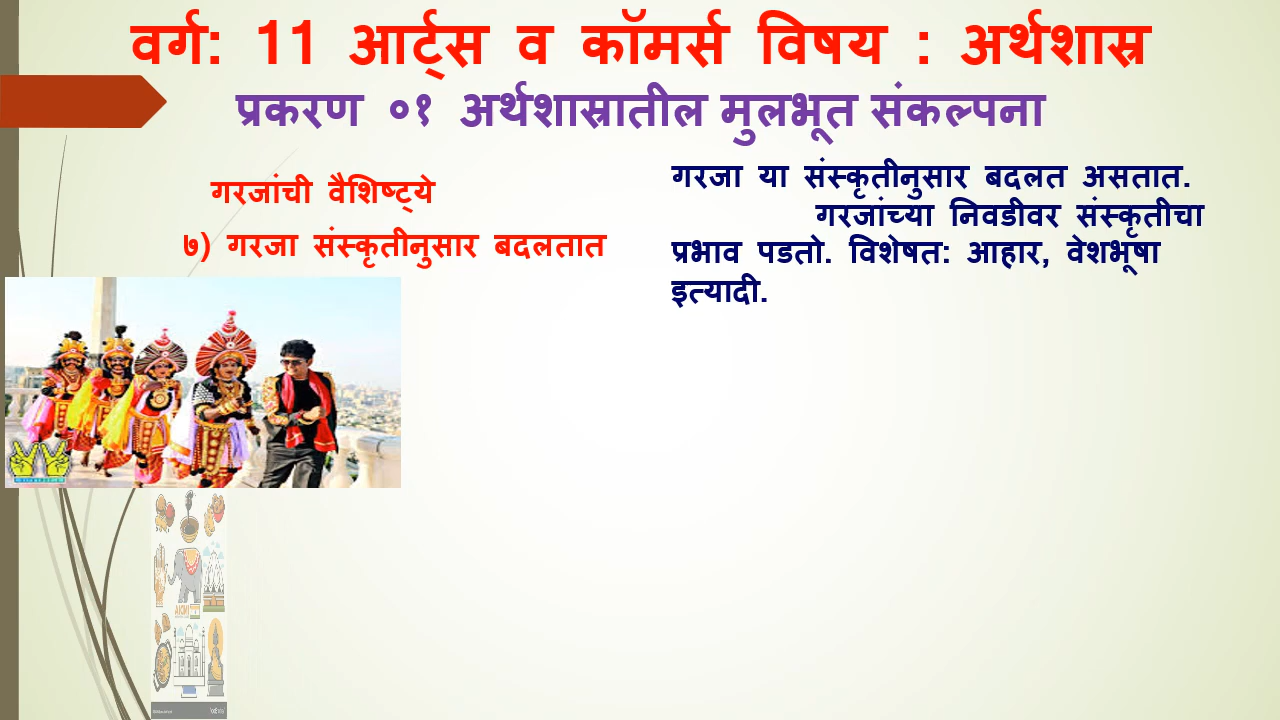 वर्ग: 11 आर्ट्स व कॉमर्स विषय : अर्थशास्त्र
प्रकरण ०१ अर्थशास्त्रातील मुलभूत संकल्पना
गरजांची वैशिष्ट्ये
७) गरजा संस्कृतीनुसार बदलतात
गरजा या संस्कृतीनुसार बदलत असतात.
गरजांच्या निवडीवर संस्कृतीचा
प्रभाव पडतो. विशेषत: आहार, वेशभूषा
इत्यादी.